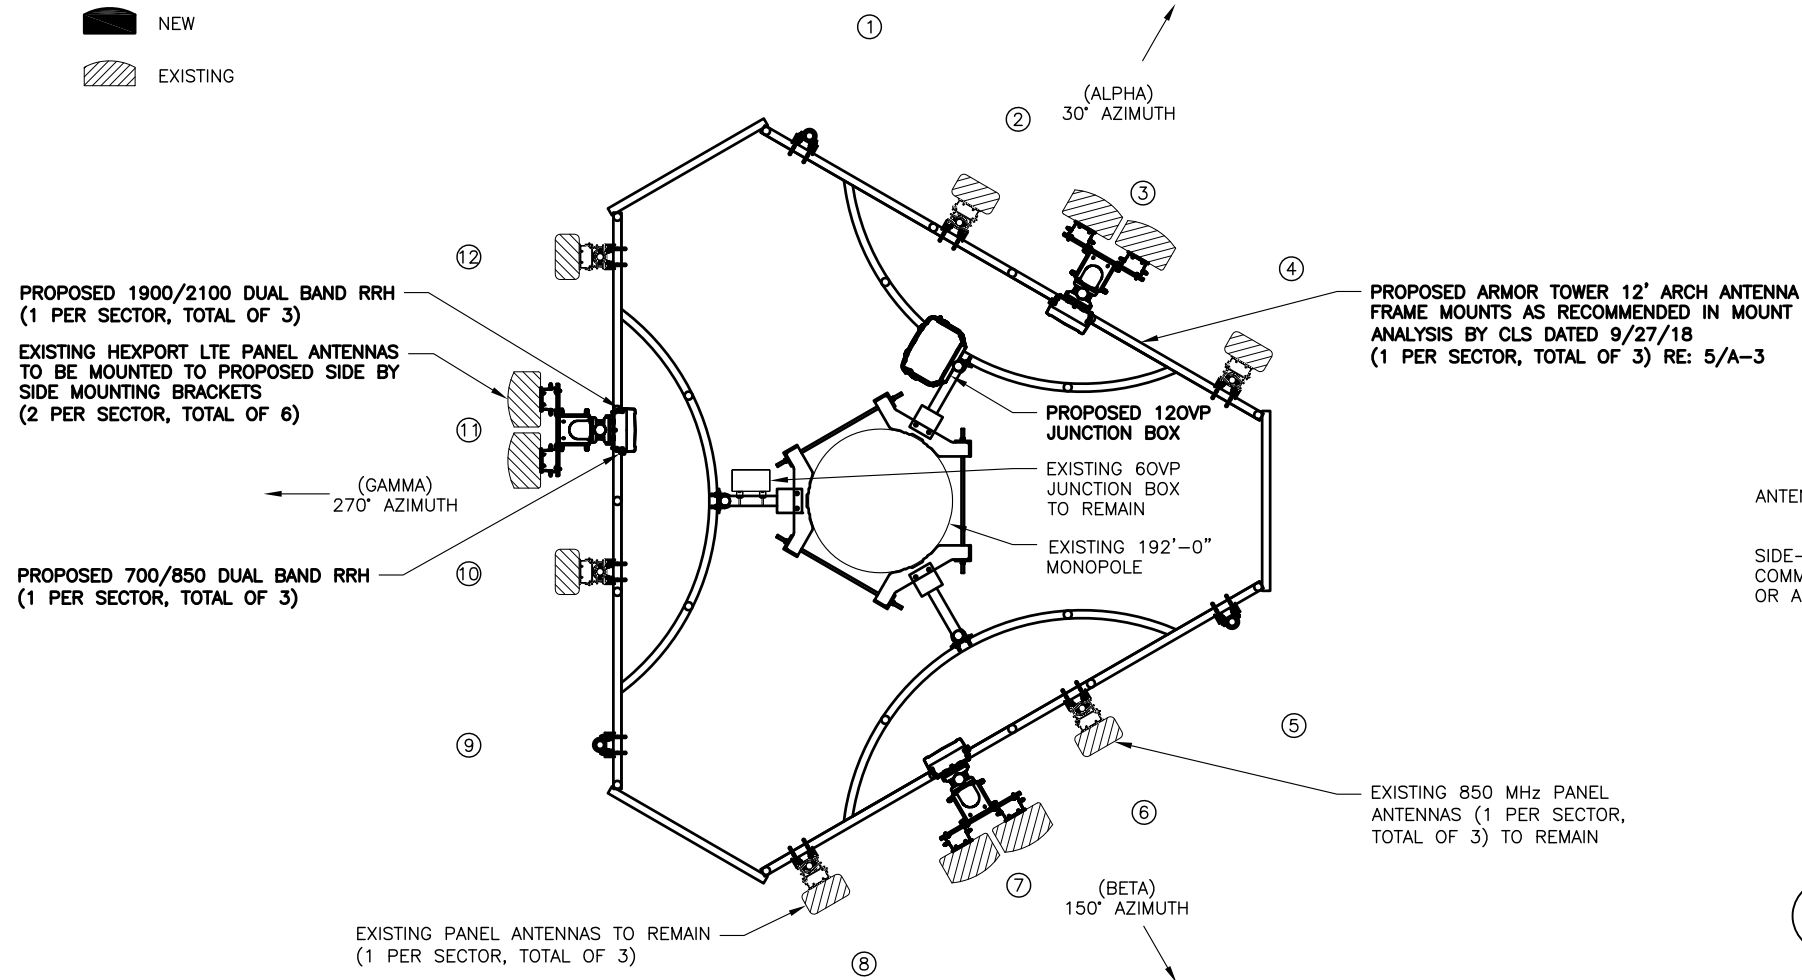 NEW
EXISTING
1
(ALPHA)
30° AZIMUTH
2
3
4
12
PROPOSED 1900/2100 DUAL BAND RRH
(1 PER SECTOR, TOTAL OF 3)
EXISTING HEXPORT LTE PANEL ANTENNAS
TO BE MOUNTED TO PROPOSED SIDE BY
SIDE MOUNTING BRACKETS
(2 PER SECTOR, TOTAL OF 6)
11
(GAMMA)
270° AZIMUTH
PROPOSED 700/850 DUAL BAND RRH
(1 PER SECTOR, TOTAL OF 3)
10
9
PROPOSED ARMOR TOWER 12' ARCH ANTENNA
FRAME MOUNTS AS RECOMMENDED IN MOUNT
ANALYSIS BY CLS DATED 9/27/18
(1 PER SECTOR, TOTAL OF 3) RE: 5/A-3
PROPOSED 12OVP
JUNCTION BOX
EXISTING 6OVP
JUNCTION BOX
TO REMAIN
EXISTING 192'-0"
MONOPOLE
ANTEN
SIDE-
COMM
OR A
5
EXISTING 850 MHz PANEL
ANTENNAS (1 PER SECTOR,
TOTAL OF 3) TO REMAIN
6
7
(BETA)
150° AZIMUTH
EXISTING PANEL ANTENNAS TO REMAIN
(1 PER SECTOR, TOTAL OF 3)
8